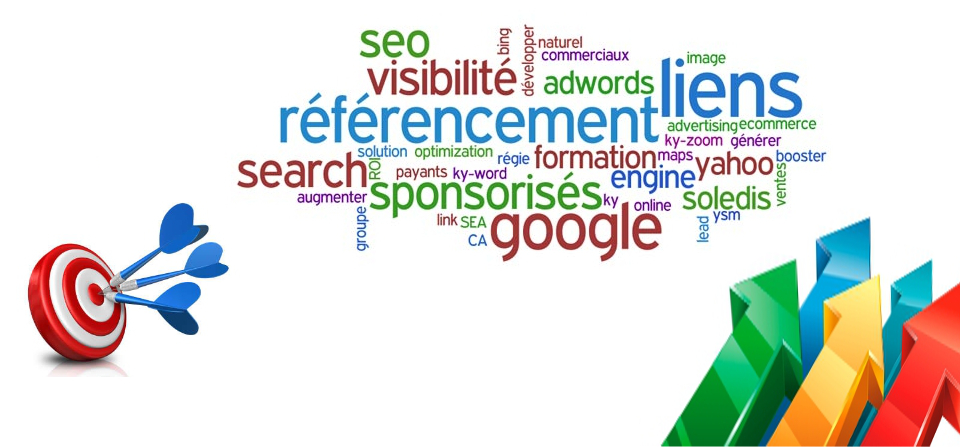 seo
bing
développer
naturel
commerciaux
image
visibilité
adwords
liens
référencement
advertising
ecommerce
ky-zoom
générer
solution
optimization
régie
formation
maps
yahoo
booster
search
ROI
payants
ky-word
engine
ventes
augmenter
sponsorisés
ky
online
soledis
groupe
link
SEA
google
lead
ysm
CA